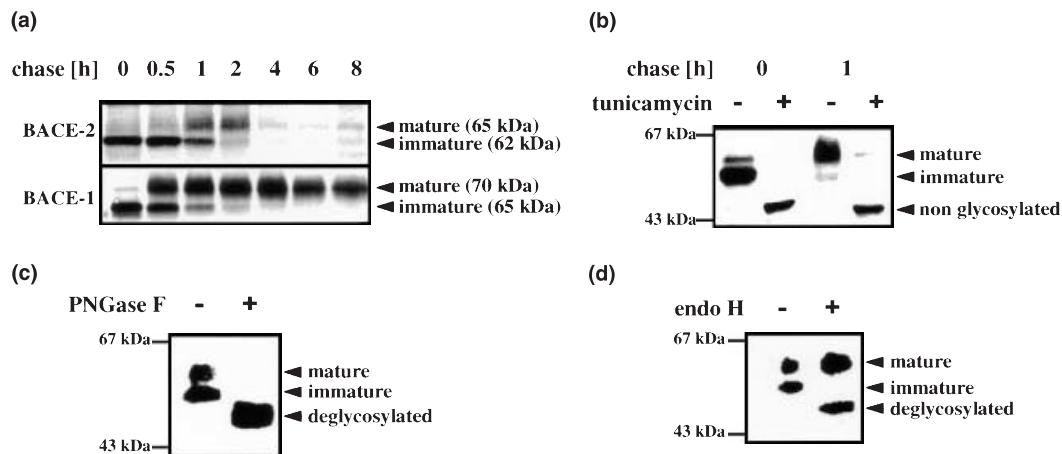 (a)
chase [h] 0 0.5 1 2 4 6 8
BACE-2
mature (65 kDa)
immature (62 kDa)
BACE-1
mature (70 kDa)
immature (65 kDa)
(b)
chase [h] 0 1
tunicamycin - + - +
67 kDa
mature
immature
43 kDa
non glycosylated
(c)
PNGase F - +
67 kDa
mature
immature
deglycosylated
43 kDa
(d)
endo H - +
67 kDa
mature
immature
deglycosylated
43 kDa